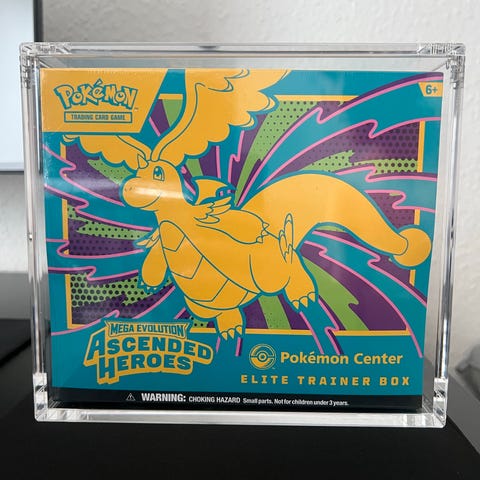 POKéMON
TRADING CARD GAME
6+
MEGA EVOLUTION
ASCENDED
HEROES
Pokémon Center
ELITE TRAINER BOX
WARNING: CHOKING HAZARD Small parts. Not for children under 3 years.